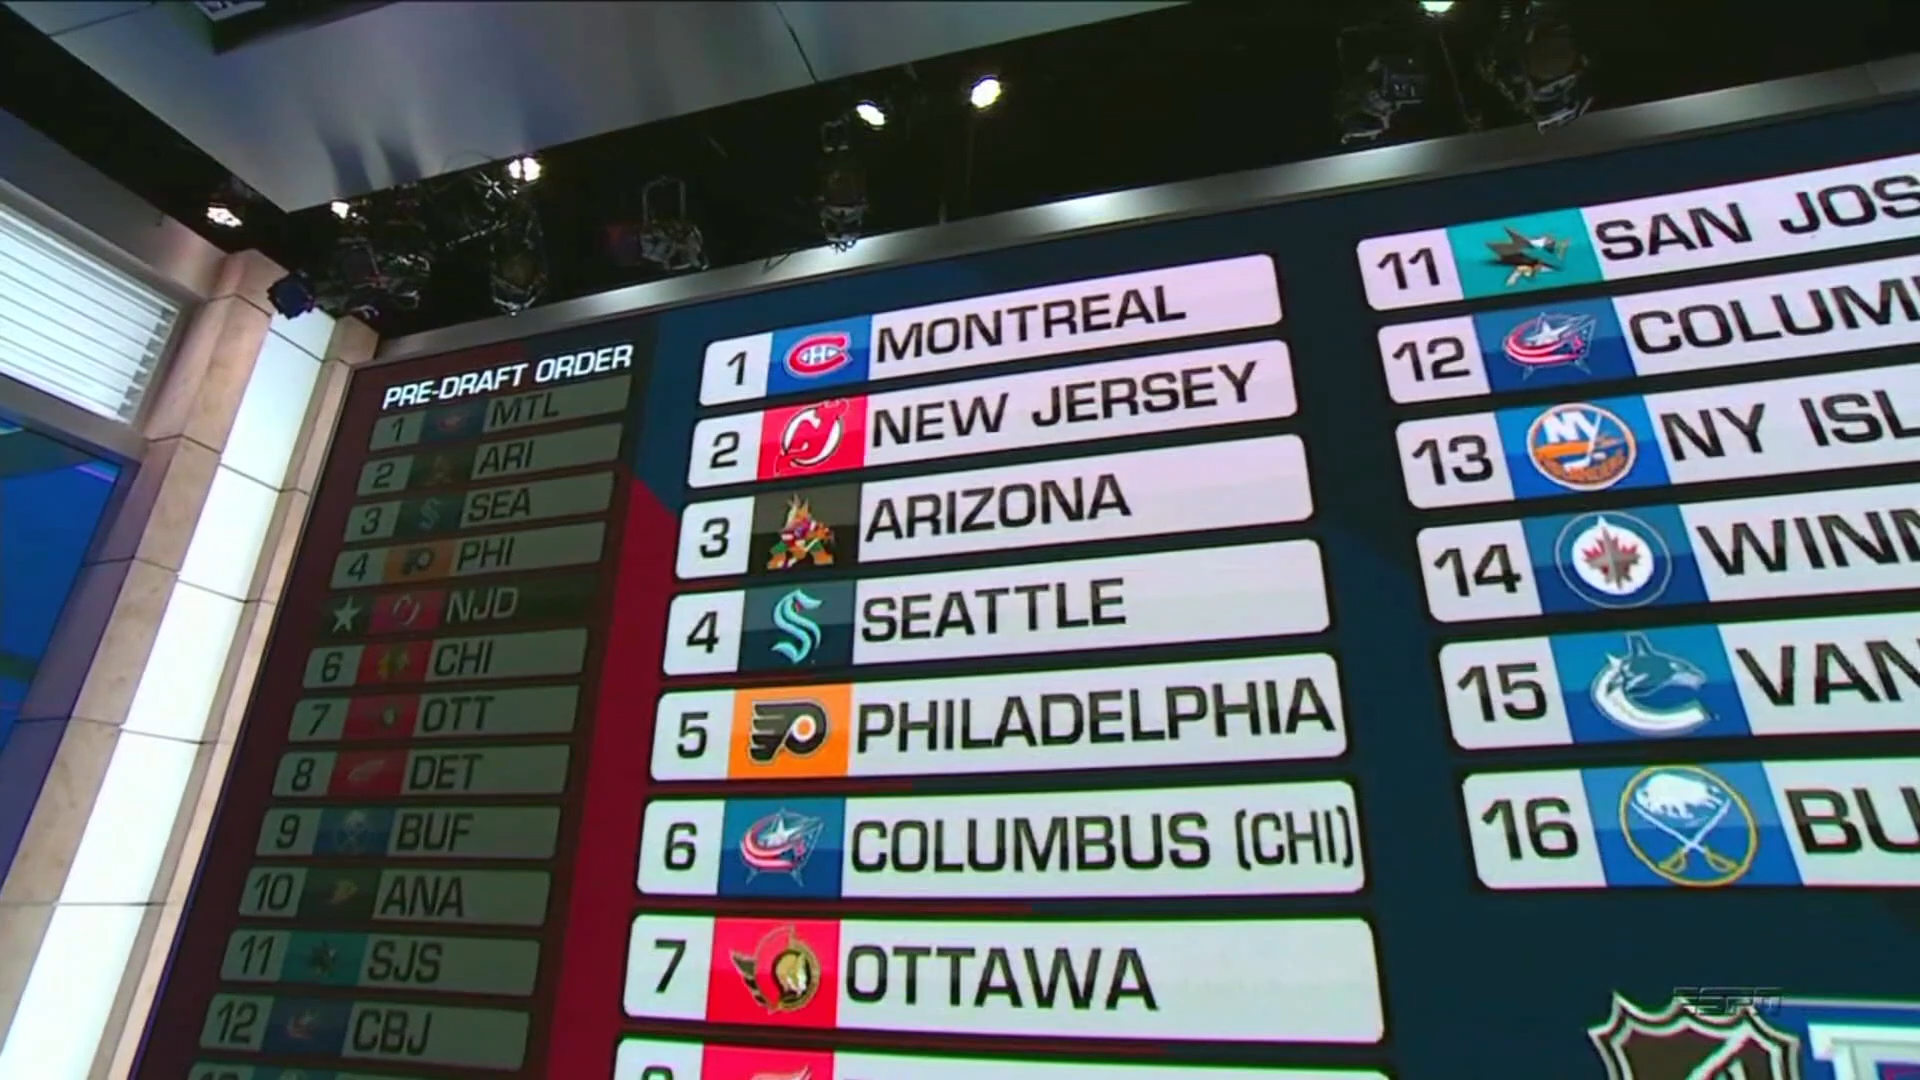 PRE-DRAFT ORDER
1 MTL
2 ARI
3 SEA
4 PHI
NJD
6 CHI
7 OTT
8 DET
9 BUF
10 ANA
11 SJS
12 CBJ
1 MONTREAL
2 NEW JERSEY
3 ARIZONA
4 SEATTLE
5 PHILADELPHIA
6 COLUMBUS (CHI)
7 OTTAWA
11 SAN JOS
12 COLUM
13 NY ISL
14 WINN
15 VAN
16 BU
ESPN